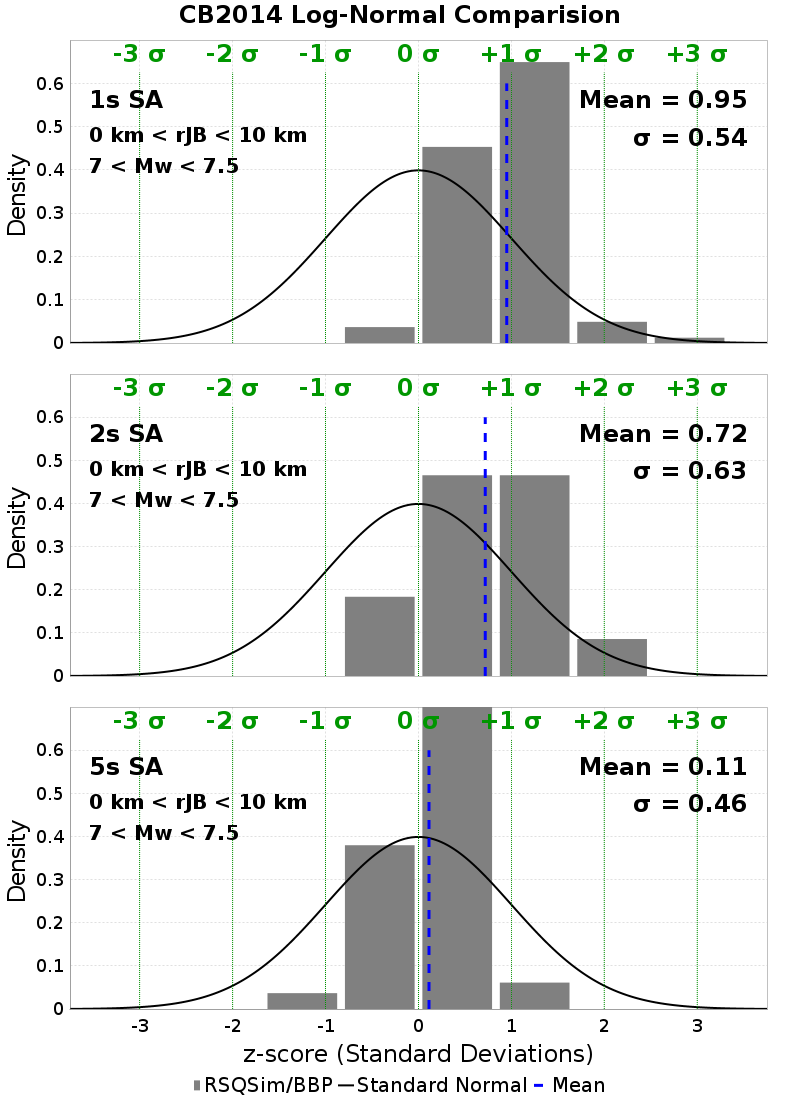 CB2014 Log-Normal Comparision
-3 σ -2 σ -1 σ 0 σ +1 σ +2 σ +3 σ
1s SA
0 km < rJB < 10 km
7 < Mw < 7.5
Mean = 0.95
σ = 0.54
Density
0.6
0.5
0.4
0.3
0.2
0.1
0
-3 σ -2 σ -1 σ 0 σ +1 σ +2 σ +3 σ
2s SA
0 km < rJB < 10 km
7 < Mw < 7.5
Mean = 0.72
σ = 0.63
Density
0.6
0.5
0.4
0.3
0.2
0.1
0
-3 σ -2 σ -1 σ 0 σ +1 σ +2 σ +3 σ
5s SA
0 km < rJB < 10 km
7 < Mw < 7.5
Mean = 0.11
σ = 0.46
Density
0.6
0.5
0.4
0.3
0.2
0.1
0
-3 -2 -1 0 1 2 3
z-score (Standard Deviations)
RSQSim/BBP Standard Normal Mean